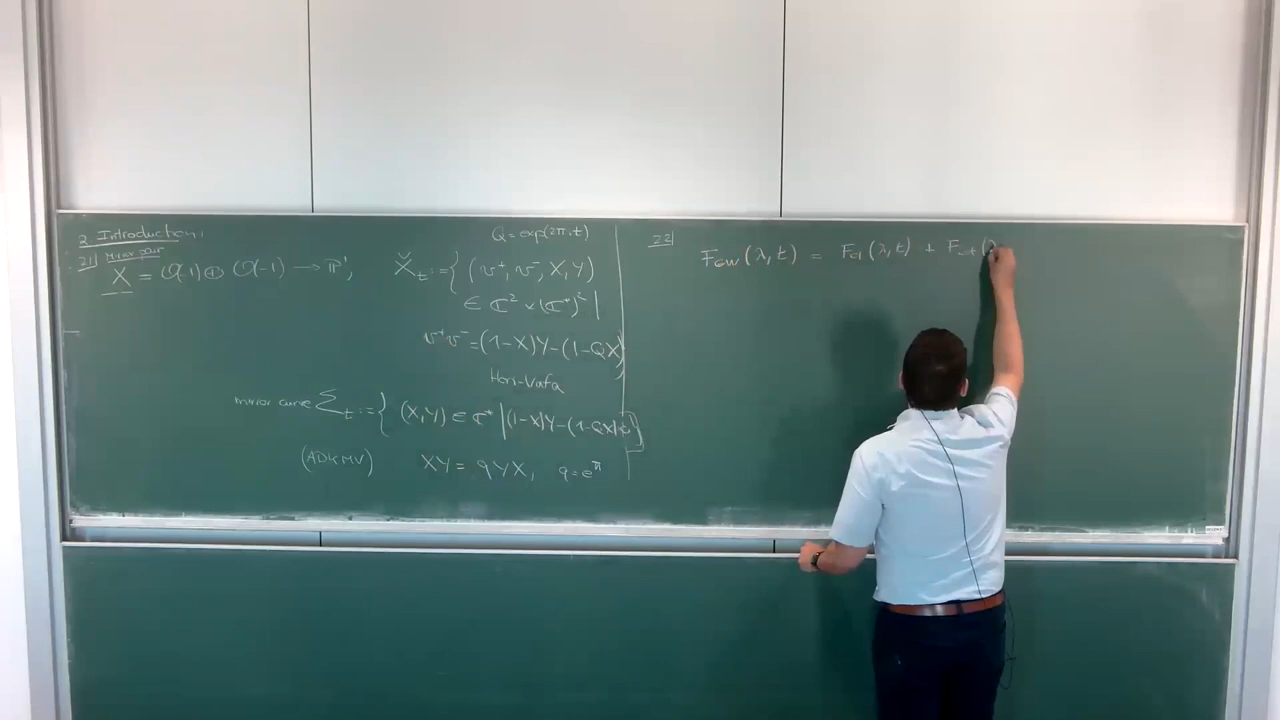 2 Introduction:
2.1 Mirror pair
X = O(-1) ⊕ O(-1) → P¹,
Q = exp(2πi t)
X̌_t := { (v⁺, v⁻, X, Y)
∈ ℂ² × (ℂ*)² |
v⁺v⁻ = (1-X)Y - (1-QX)
Hori-Vafa
mirror curve Σ_t := { (X,Y) ∈ ℂ* | (1-X)Y - (1-QX)
(ADKMV) XY = qYX,
2.2
F_GW (λ, t) = F_cl (λ, t) + F_cst (λ